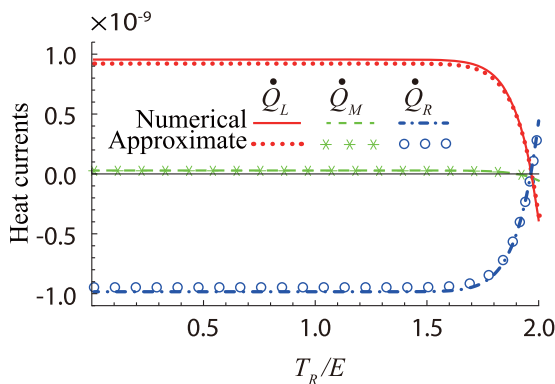 ×10⁻⁹
1.0
0.5
0.0
-0.5
-1.0
Heat currents
Q̇_L Q̇_M Q̇_R
Numerical
Approximate
0.5 1.0 1.5 2.0
T_R/E